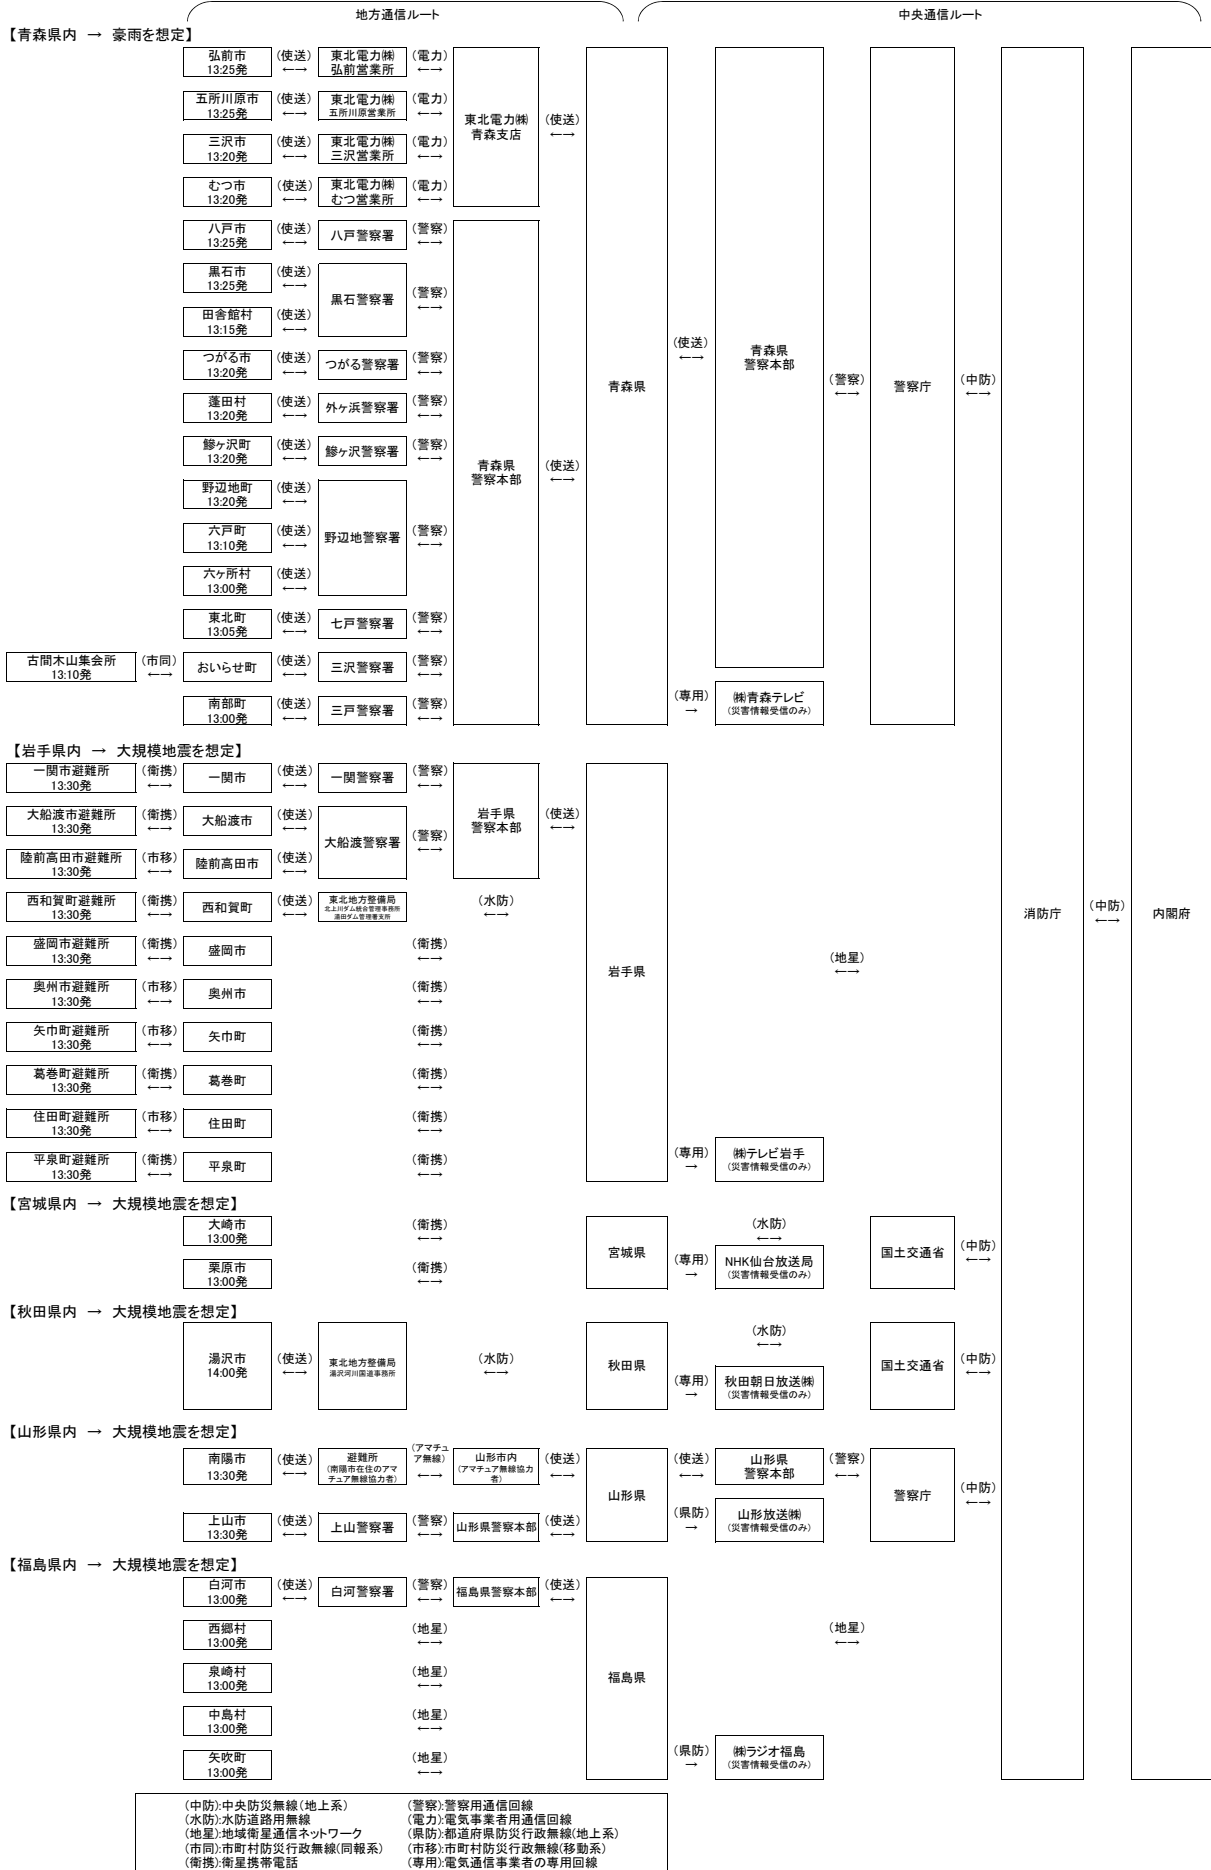 地方通信ルート 中央通信ルート
【青森県内 → 豪雨を想定】
弘前市 (使送) 東北電力㈱ (電力)
13:25発 ←→ 弘前営業所 ←→
五所川原市 (使送) 東北電力㈱ (電力)
13:25発 ←→ 五所川原営業所 ←→
東北電力㈱ (使送)
青森支店 ←→
三沢市 (使送) 東北電力㈱ (電力)
13:20発 ←→ 三沢営業所 ←→
むつ市 (使送) 東北電力㈱ (電力)
13:20発 ←→ むつ営業所 ←→
八戸市 (使送) 八戸警察署 (警察)
13:25発 ←→ ←→
黒石市 (使送)
13:25発 ←→
黒石警察署 (警察)
←→
田舎館村 (使送)
13:15発 ←→
つがる市 (使送) つがる警察署 (警察)
13:20発 ←→ ←→
青森県 (使送) 青森県
←→ 警察本部
(警察) 警察庁 (中防)
←→ ←→
蓬田村 (使送) 外ヶ浜警察署 (警察)
13:20発 ←→ ←→
鰺ヶ沢町 (使送) 鰺ヶ沢警察署 (警察)
13:20発 ←→ ←→
青森県 (使送)
警察本部 ←→
野辺地町 (使送)
13:20発 ←→
六戸町 (使送) 野辺地警察署 (警察)
13:10発 ←→ ←→
六ヶ所村 (使送)
13:00発 ←→
東北町 (使送) 七戸警察署 (警察)
13:05発 ←→ ←→
古間木山集会所 (市同) おいらせ町 (使送) 三沢警察署 (警察)
13:10発 ←→ ←→ ←→
南部町 (使送) 三戸警察署 (警察) (専用) ㈱青森テレビ
13:00発 ←→ ←→ → (災害情報受信のみ)
【岩手県内 → 大規模地震を想定】
一関市避難所 (衛携) 一関市 (使送) 一関警察署 (警察)
13:30発 ←→ ←→ ←→
大船渡市避難所 (衛携) 大船渡市 (使送) 岩手県 (使送)
13:30発 ←→ ←→ 警察本部 ←→
大船渡警察署 (警察)
←→
陸前高田市避難所 (市移) 陸前高田市 (使送)
13:30発 ←→ ←→
西和賀町避難所 (衛携) 西和賀町 (使送) 東北地方整備局 (水防)
13:30発 ←→ ←→ 北上川ダム統合管理事務所 ←→
湯田ダム管理署支所
消防庁 (中防) 内閣府
←→
盛岡市避難所 (衛携) 盛岡市 (衛携)
13:30発 ←→ ←→
岩手県 (地星)
←→
奥州市避難所 (市移) 奥州市 (衛携)
13:30発 ←→ ←→
矢巾町避難所 (市移) 矢巾町 (衛携)
13:30発 ←→ ←→
葛巻町避難所 (衛携) 葛巻町 (衛携)
13:30発 ←→ ←→
住田町避難所 (市移) 住田町 (衛携)
13:30発 ←→ ←→
平泉町避難所 (衛携) 平泉町 (衛携) (専用) ㈱テレビ岩手
13:30発 ←→ ←→ → (災害情報受信のみ)
【宮城県内 → 大規模地震を想定】
大崎市 (衛携) (水防)
13:00発 ←→ ←→
宮城県 国土交通省 (中防)
←→
栗原市 (衛携) (専用) NHK仙台放送局
13:00発 ←→ → (災害情報受信のみ)
【秋田県内 → 大規模地震を想定】
(水防)
←→
湯沢市 (使送) 東北地方整備局 (水防) 秋田県 国土交通省 (中防)
14:00発 ←→ 湯沢河川国道事務所 ←→ ←→
(専用) 秋田朝日放送㈱
→ (災害情報受信のみ)
【山形県内 → 大規模地震を想定】
南陽市 (使送) 避難所 (アマチュ 山形市内 (使送) (使送) 山形県 (警察)
13:30発 ←→ (南陽市在住のアマ ア無線) (アマチュア無線協力 ←→ ←→ 警察本部 ←→
チュア無線協力者) ←→ 者)
山形県 警察庁 (中防)
←→
(県防) 山形放送㈱
→ (災害情報受信のみ)
上山市 (使送) 上山警察署 (警察) 山形県警察本部 (使送)
13:30発 ←→ ←→ ←→
【福島県内 → 大規模地震を想定】
白河市 (使送) 白河警察署 (警察) 福島県警察本部 (使送)
13:00発 ←→ ←→ ←→
西郷村 (地星) (地星)
13:00発 ←→ ←→
泉崎村 (地星) 福島県
13:00発 ←→
中島村 (地星)
13:00発 ←→
矢吹町 (地星) (県防) ㈱ラジオ福島
13:00発 ←→ → (災害情報受信のみ)
(中防):中央防災無線(地上系) (警察):警察用通信回線
(水防):水防道路用無線 (電力):電気事業者用通信回線
(地星):地域衛星通信ネットワーク (県防):都道府県防災行政無線(地上系)
(市同):市町村防災行政無線(同報系) (市移):市町村防災行政無線(移動系)
(衛携):衛星携帯電話 (専用):電気通信事業者の専用回線